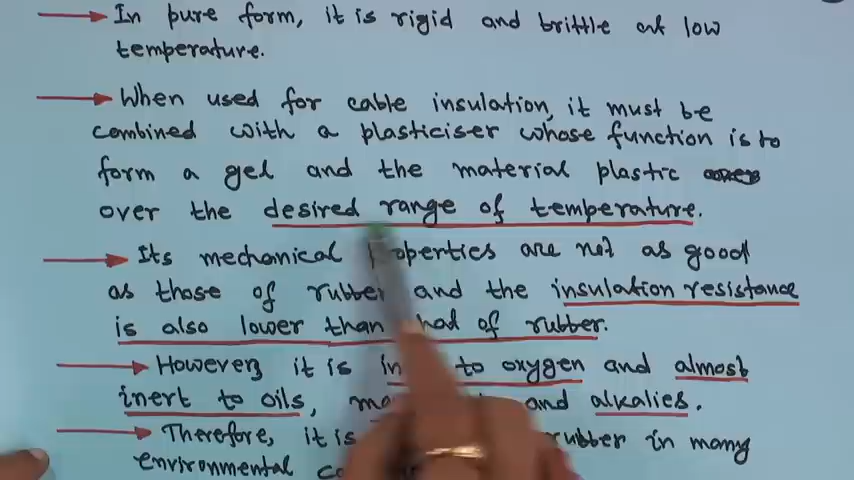 In pure form, it is rigid and brittle at low
temperature.
When used for cable insulation, it must be
combined with a plasticiser whose function is to
form a gel and the material plastic
over the desired range of temperature.
Its mechanical properties are not as good
as those of rubber and the insulation resistance
is also lower than that of rubber.
However, it is to oxygen and almost
inert to oils, and alkalies.
Therefore, it is rubber in many
environmental